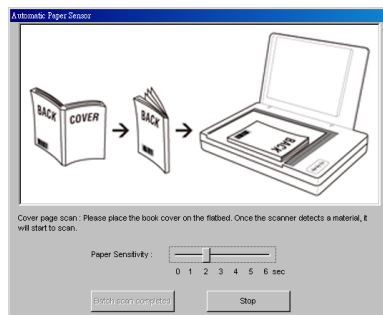 Automatic Paper Sensor
BACK COVER
BACK
BACK
Cover page scan : Please place the book cover on the flatbed. Once the scanner detects a material, it
will start to scan.
Paper Sensitivity :
0 1 2 3 4 5 6 sec
Batch scan completed
Stop